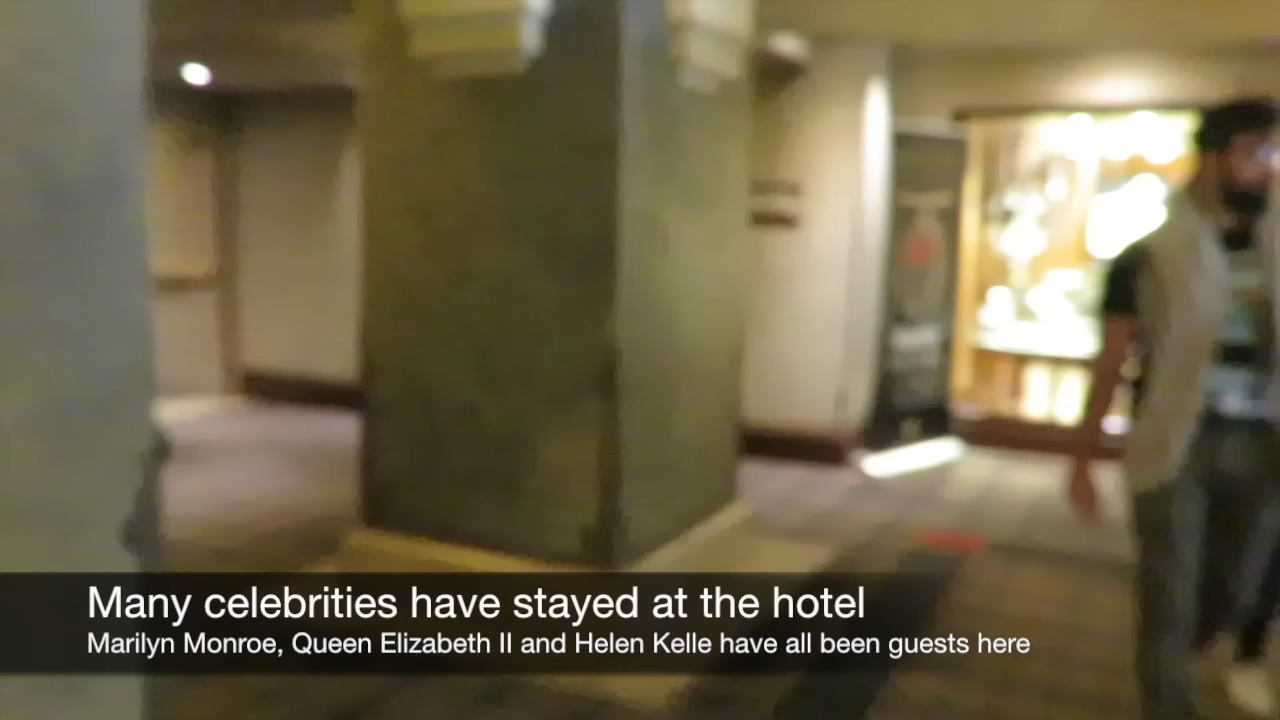 Many celebrities have stayed at the hotel
Marilyn Monroe, Queen Elizabeth II and Helen Kelle have all been guests here